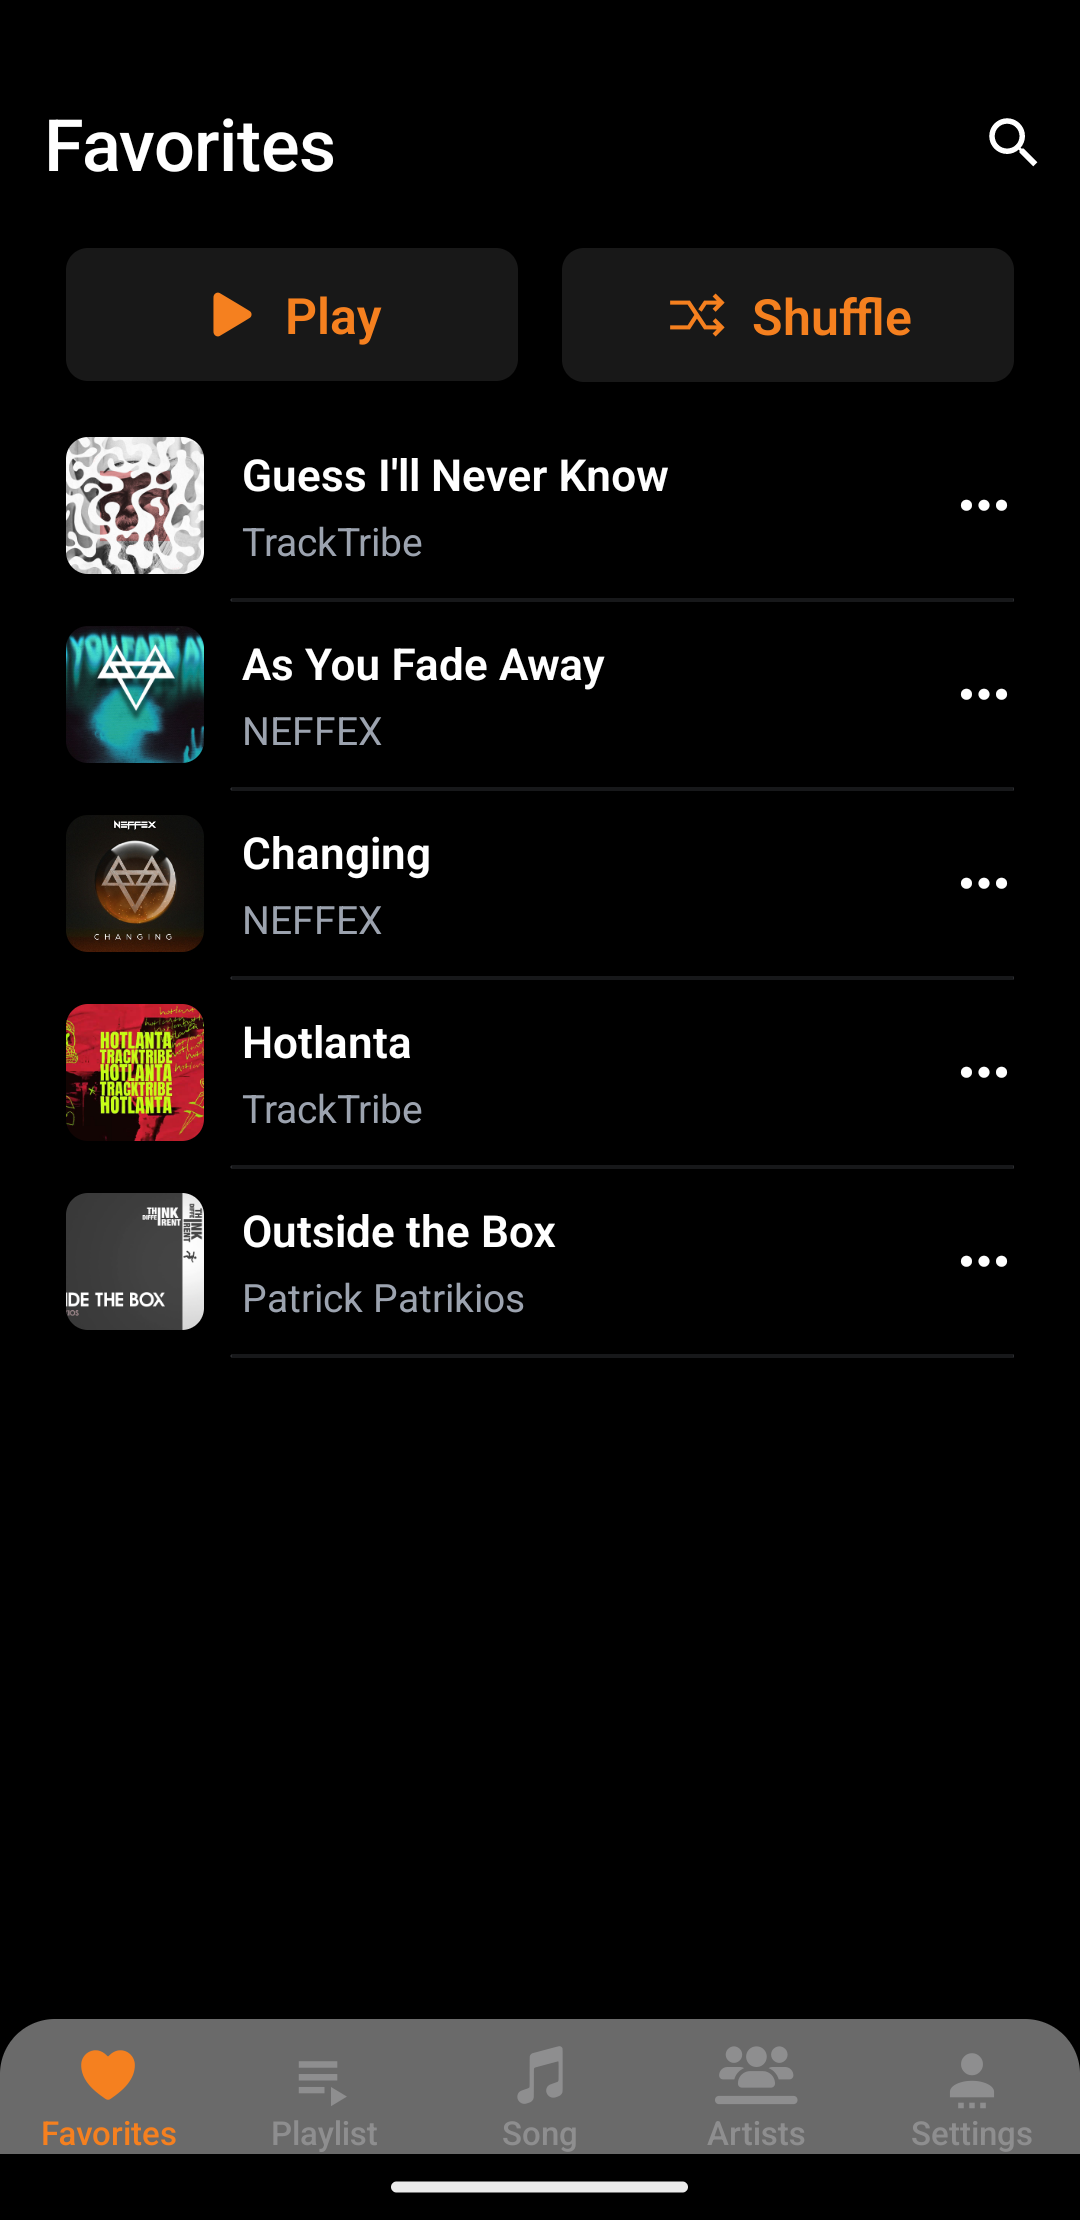 Favorites
Play
Shuffle
Guess I'll Never Know
TrackTribe
YOU FADE A
As You Fade Away
NEFFEX
NEFFEX
CHANGING
Changing
NEFFEX
HOTLANTA
TRACKTRIBE
HOTLANTA
TRACKTRIBE
HOTLANTA
Hotlanta
TrackTribe
THINK
DIFFERENT
THINK
DIFFERENT
IDE THE BOX
Outside the Box
Patrick Patrikios
Favorites
Playlist
Song
Artists
Settings